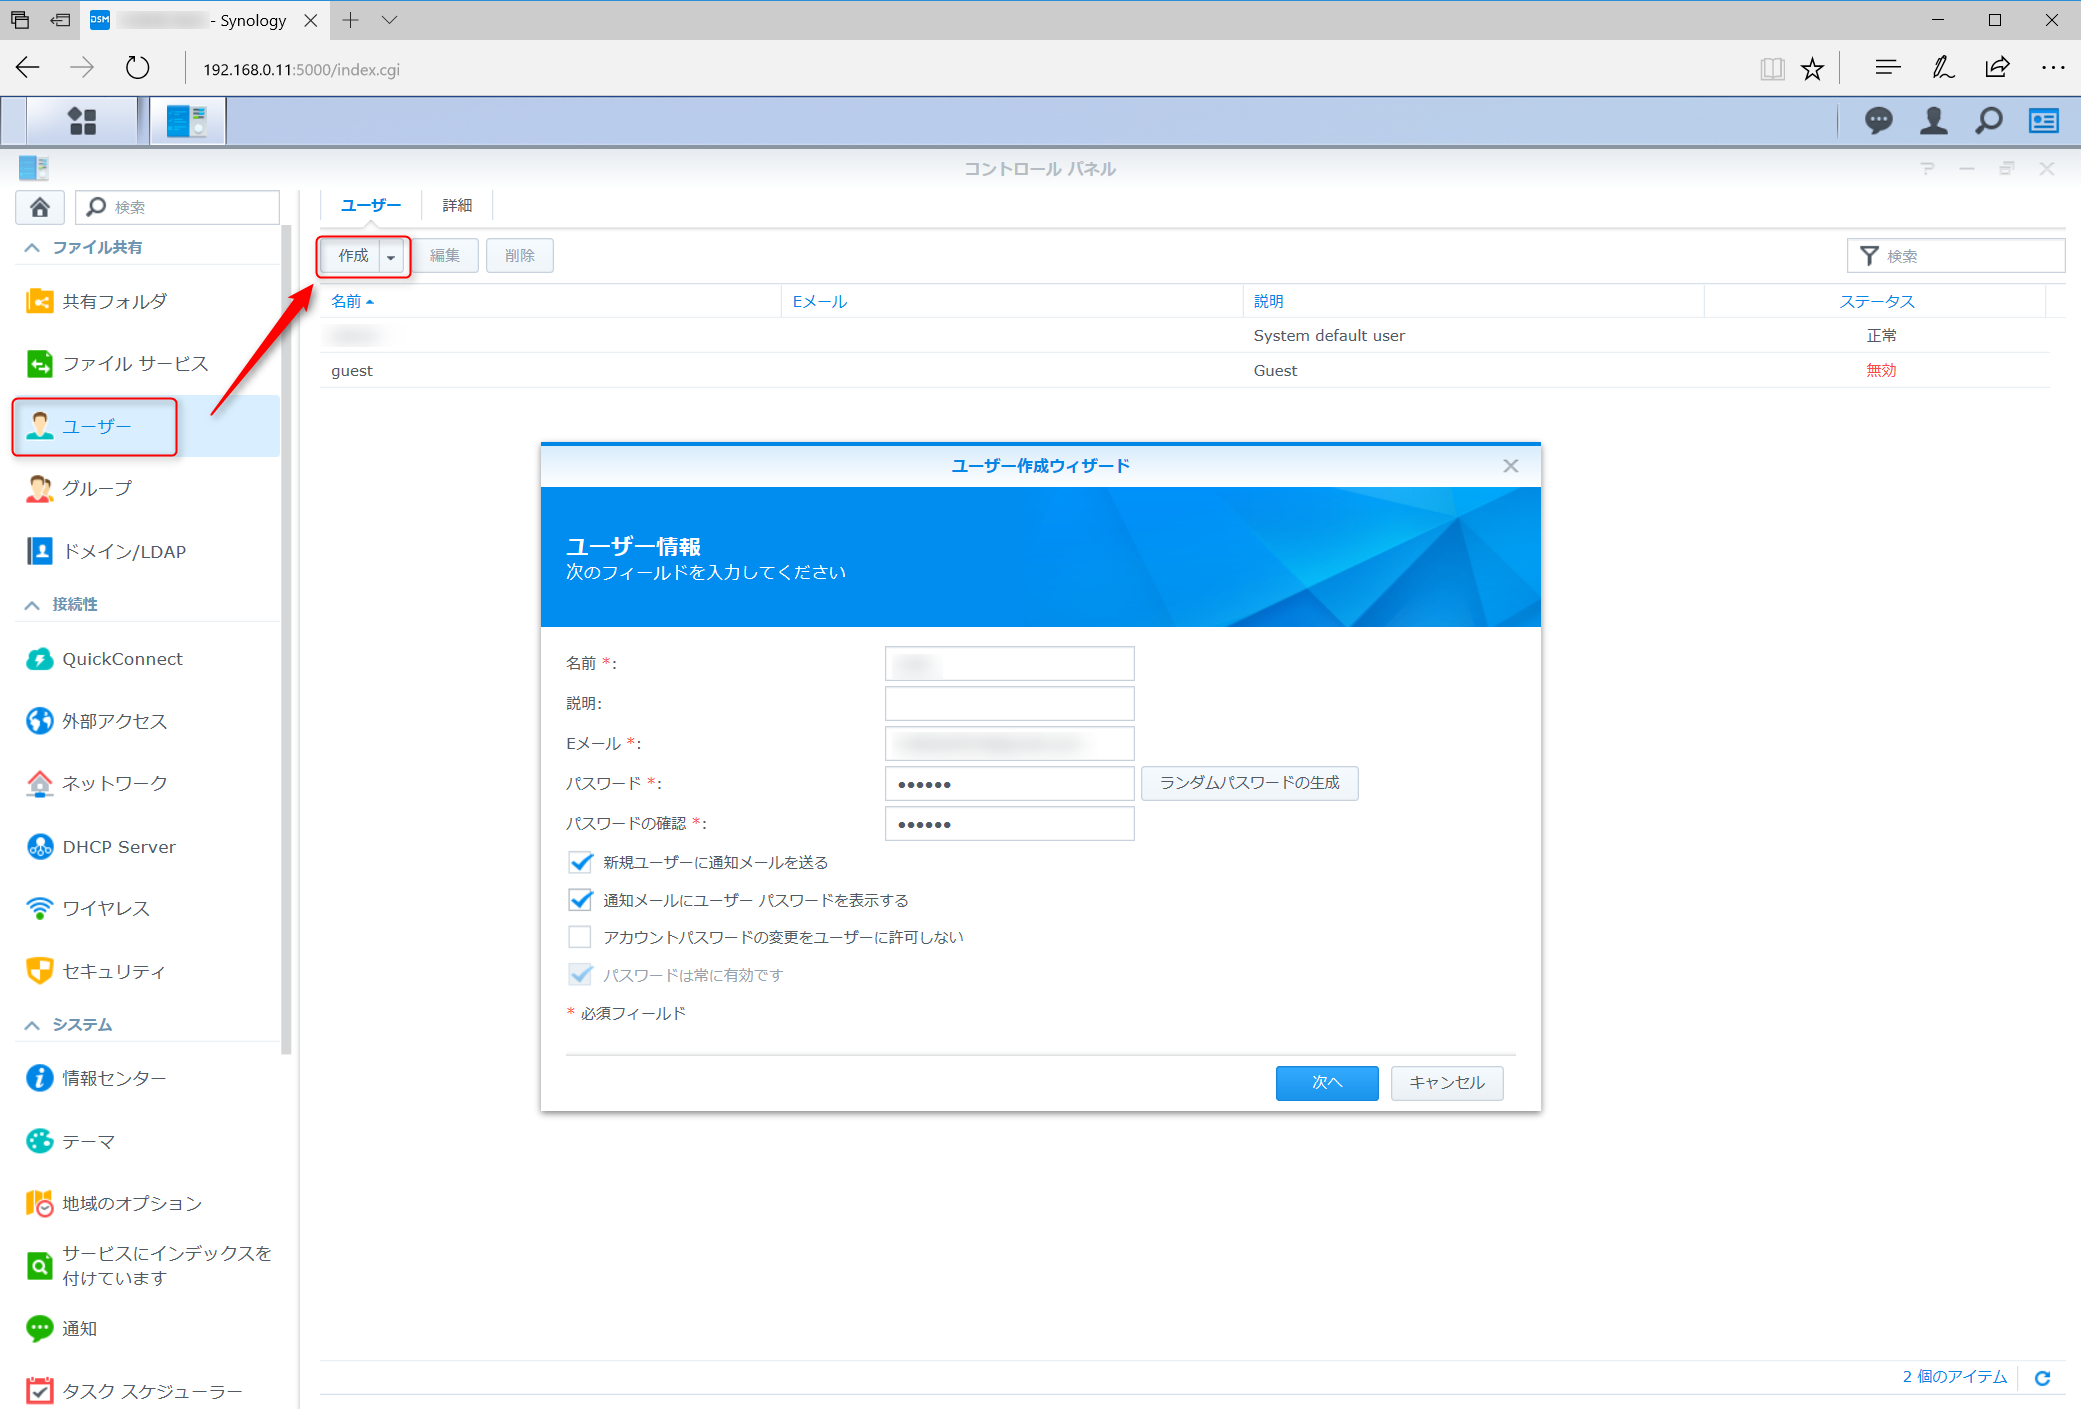 DSM - Synology
192.168.0.11:5000/index.cgi
コントロール パネル
検索
ユーザー 詳細
ファイル共有
作成 編集 削除 検索
共有フォルダ
ファイル サービス
ユーザー
グループ
ドメイン/LDAP
接続性
QuickConnect
外部アクセス
ネットワーク
DHCP Server
ワイヤレス
セキュリティ
システム
情報センター
テーマ
地域のオプション
サービスにインデックスを
付けています
通知
タスク スケジューラー
名前 Eメール 説明 ステータス
System default user 正常
guest Guest 無効
ユーザー作成ウィザード
ユーザー情報
次のフィールドを入力してください
名前 *:
説明:
Eメール *:
パスワード *: ●●●●●● ランダムパスワードの生成
パスワードの確認 *: ●●●●●●
新規ユーザーに通知メールを送る
通知メールにユーザー パスワードを表示する
アカウントパスワードの変更をユーザーに許可しない
パスワードは常に有効です
* 必須フィールド
次へ キャンセル
2 個のアイテム